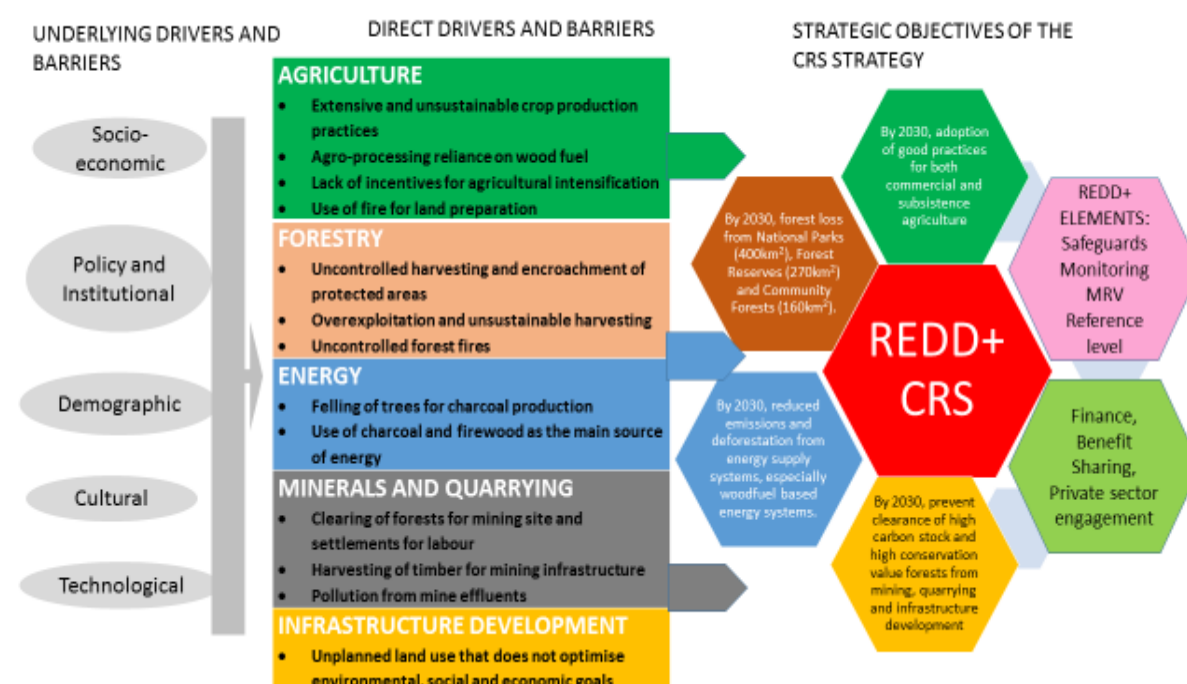 UNDERLYING DRIVERS AND
BARRIERS
Socio-
economic
Policy and
Institutional
Demographic
Cultural
Technological
DIRECT DRIVERS AND BARRIERS
AGRICULTURE
• Extensive and unsustainable crop production
practices
• Agro-processing reliance on wood fuel
• Lack of incentives for agricultural intensification
• Use of fire for land preparation
FORESTRY
• Uncontrolled harvesting and encroachment of
protected areas
• Overexploitation and unsustainable harvesting
• Uncontrolled forest fires
ENERGY
• Felling of trees for charcoal production
• Use of charcoal and firewood as the main source
of energy
MINERALS AND QUARRYING
• Clearing of forests for mining site and
settlements for labour
• Harvesting of timber for mining infrastructure
• Pollution from mine effluents
INFRASTRUCTURE DEVELOPMENT
• Unplanned land use that does not optimise
environmental, social and economic goals
STRATEGIC OBJECTIVES OF THE
CRS STRATEGY
By 2030, adoption
of good practices
for both
commercial and
subsistence
agriculture
By 2030, forest loss
from National Parks
(400km²), Forest
Reserves (270km²)
and Community
Forests (160km²).
REDD+
ELEMENTS:
Safeguards
Monitoring
MRV
Reference
level
REDD+
CRS
By 2030, reduced
emissions and
deforestation from
energy supply
systems, especially
woodfuel based
energy systems.
Finance,
Benefit
Sharing,
Private sector
engagement
By 2030, prevent
clearance of high
carbon stock and
high conservation
value forests from
mining, quarrying
and infrastructure
development